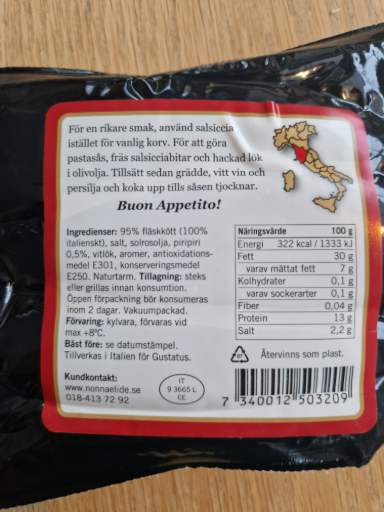 För en rikare smak, använd salsiccia
istället för vanlig korv. För att göra
pastasås, fräs salsicciabitar och hackad lök
i olivolja. Tillsätt sedan grädde, vitt vin och
persilja och koka upp tills såsen tjocknar.
Buon Appetito!
Ingredienser: 95% fläskkött (100%
italienskt), salt, solrosolja, piripiri
0,5%, vitlök, aromer, antioxidations-
medel E301, konserveringsmedel
E250. Naturtarm. Tillagning: steks
eller grillas innan konsumtion.
Öppen förpackning bör konsumeras
inom 2 dagar. Vakuumpackad.
Förvaring: kylvara, förvaras vid
max +8°C.
Bäst före: se datumstämpel.
Tillverkas i Italien för Gustatus.
Kundkontakt:
www.nonnaelide.se
018-413 72 92
IT
9 3665 L
CE
Näringsvärde 100 g
Energi 322 kcal / 1333 kJ
Fett 30 g
varav mättat fett 7 g
Kolhydrater 0,1 g
varav sockerarter 0,1 g
Fiber 0,04 g
Protein 13 g
Salt 2,2 g
07
Återvinns som plast.
7 340012 503209